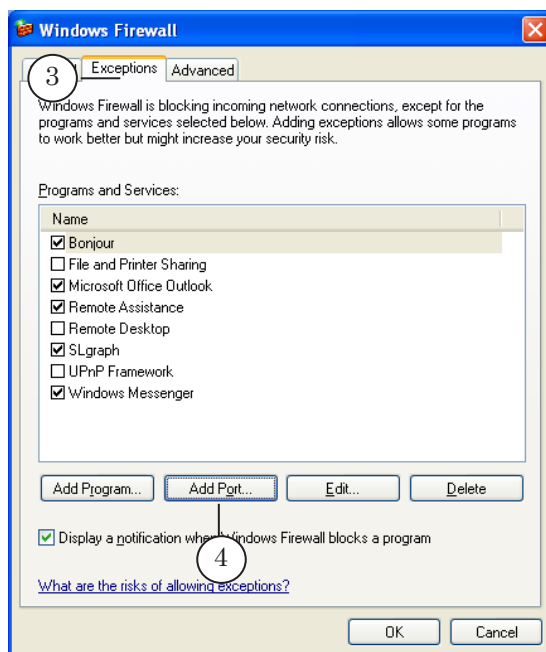 Windows Firewall
3
Exceptions
Advanced
Windows Firewall is blocking incoming network connections, except for the
programs and services selected below. Adding exceptions allows some programs
to work better but might increase your security risk.
Programs and Services:
Name
Bonjour
File and Printer Sharing
Microsoft Office Outlook
Remote Assistance
Remote Desktop
SLgraph
UPnP Framework
Windows Messenger
Add Program...
Add Port...
Edit...
Delete
Display a notification when Windows Firewall blocks a program
4
What are the risks of allowing exceptions?
OK
Cancel